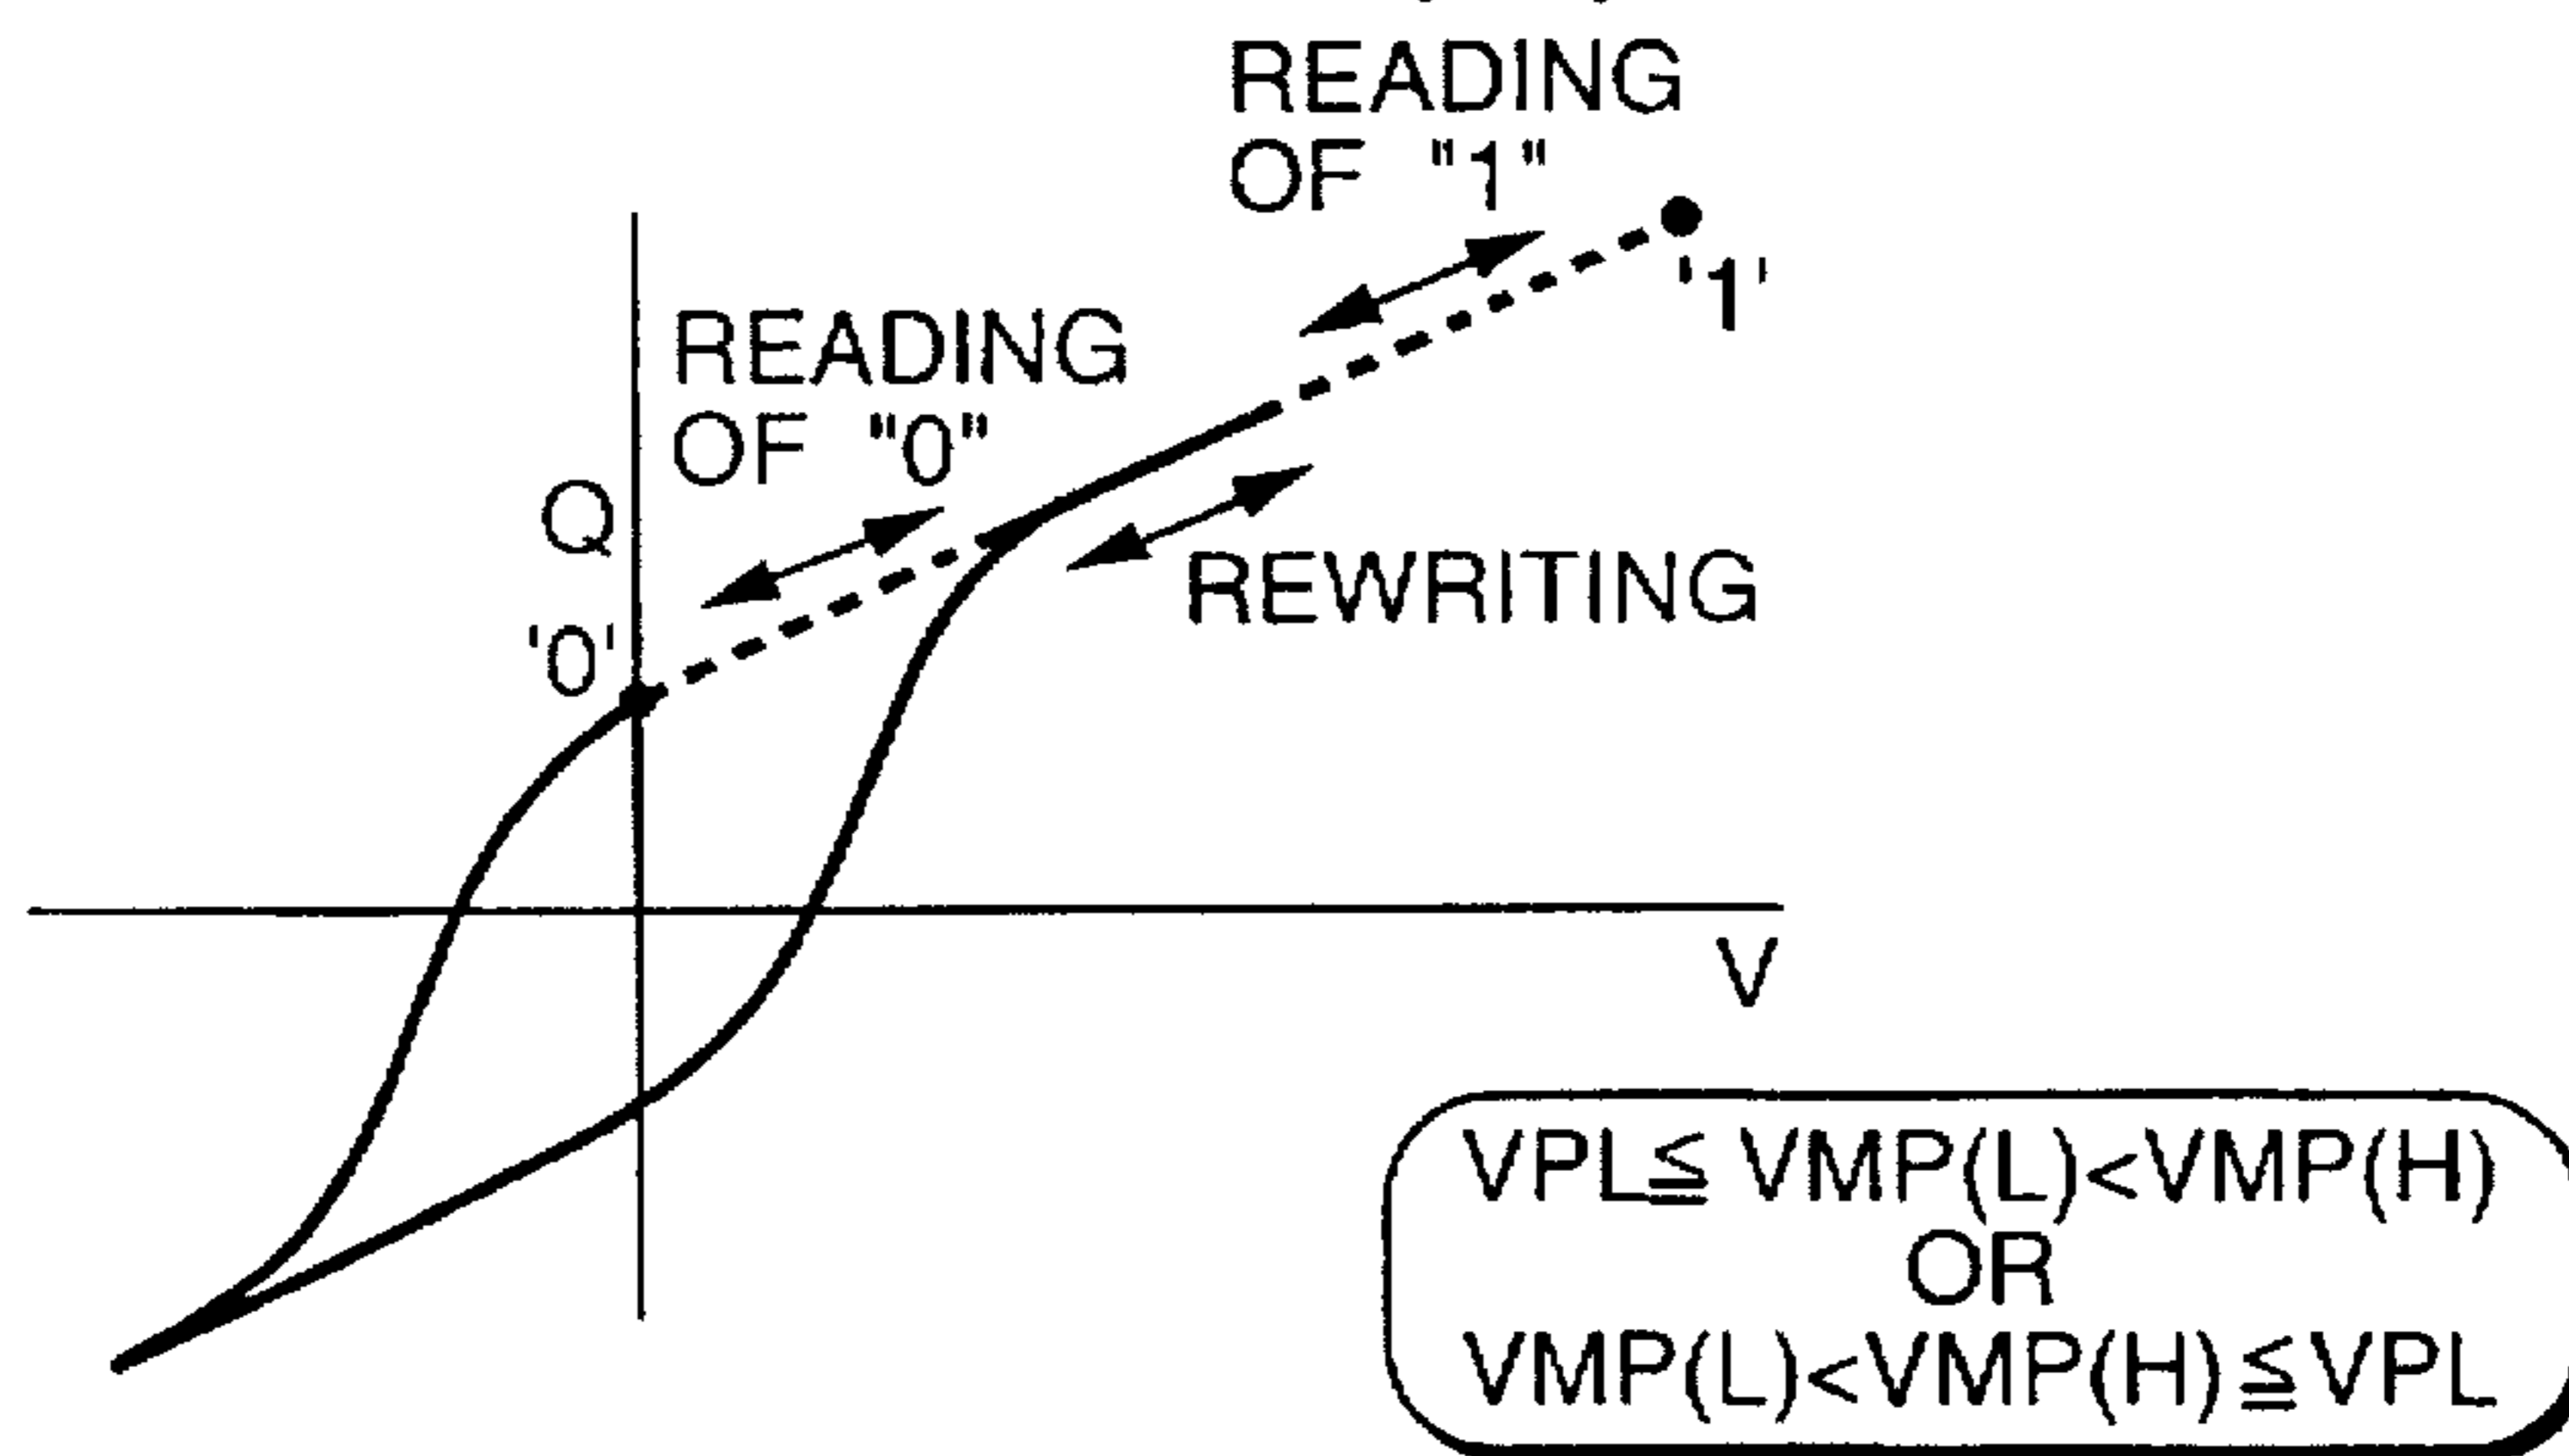 READING
OF "1"
'1'
READING
OF "0"
Q
'0'
REWRITING
V
VPL≦ VMP(L)<VMP(H)
OR
VMP(L)<VMP(H)≦VPL